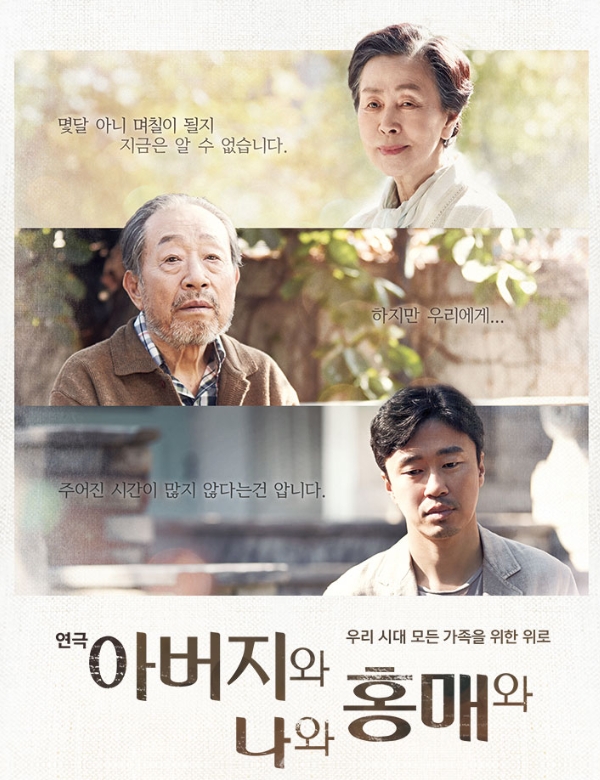 몇달 아니 며칠이 될지
지금은 알 수 없습니다.
하지만 우리에게...
주어진 시간이 많지 않다는건 압니다.
연극 아버지와
우리 시대 모든 가족을 위한 위로
나와 홍매와